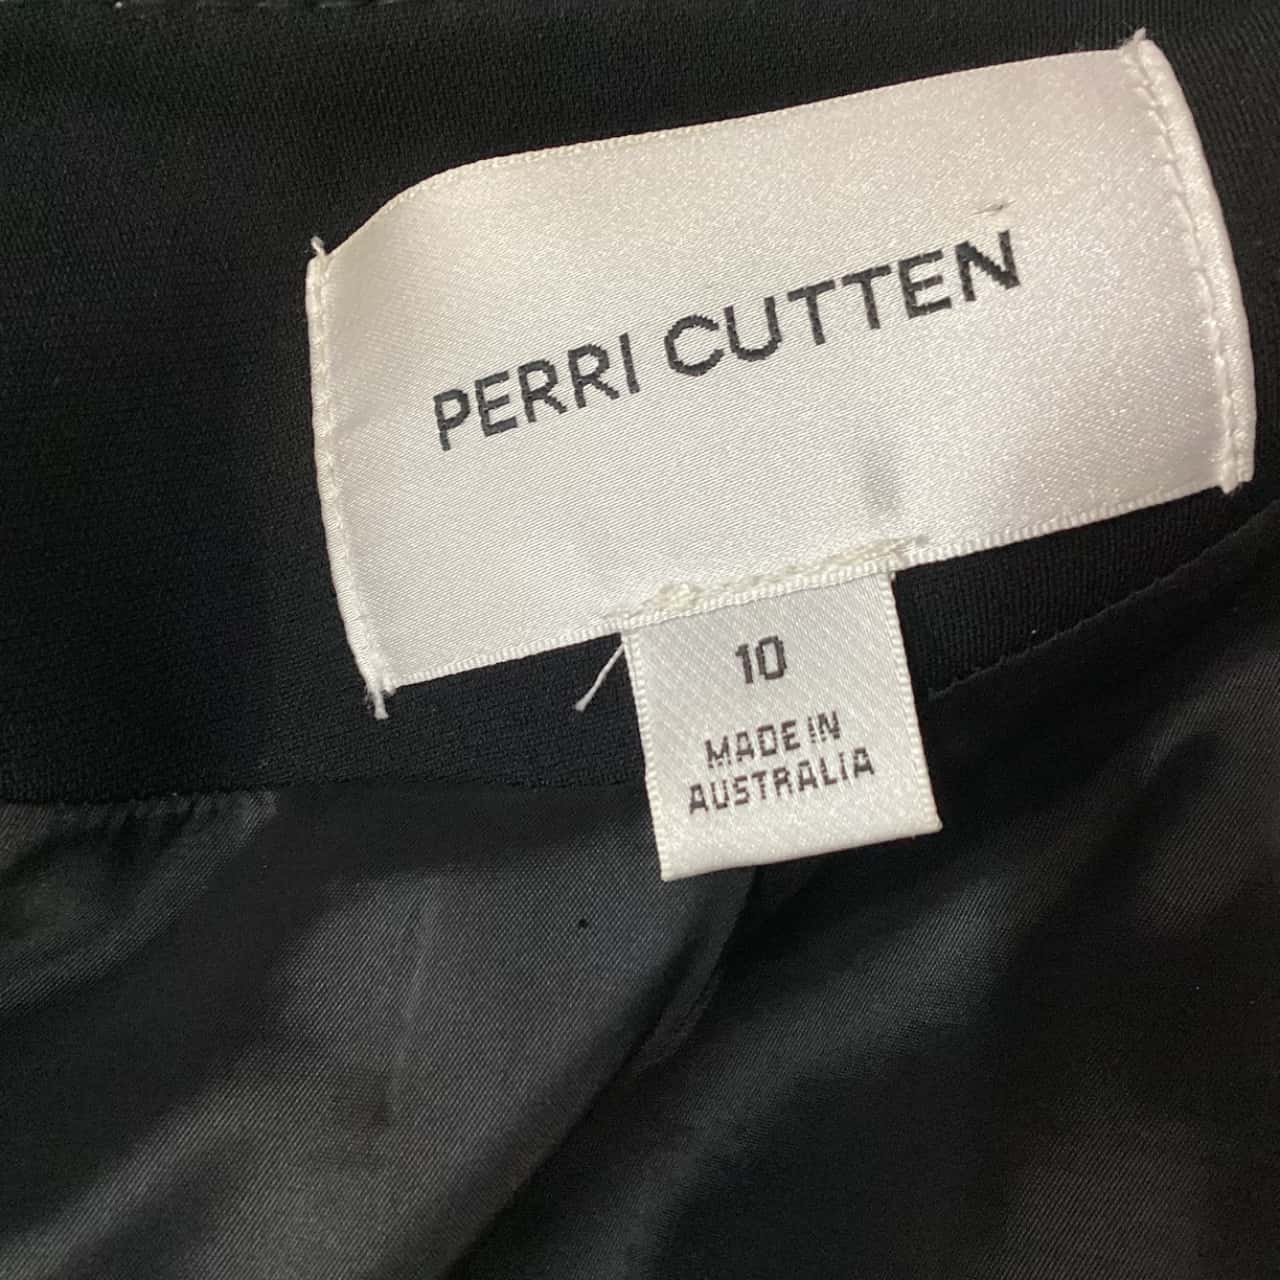 PERRI CUTTEN
10
MADE IN
AUSTRALIA